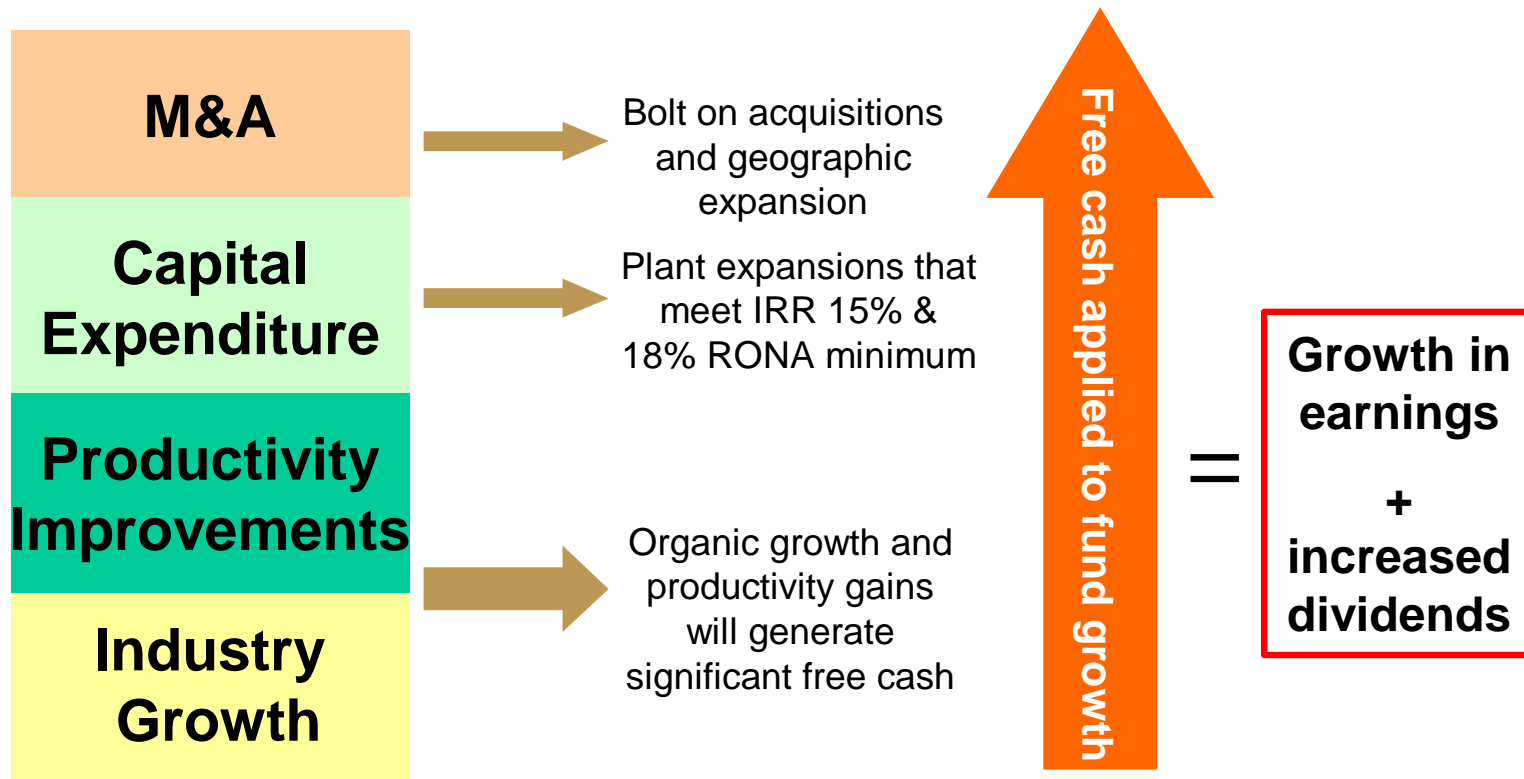 M&A
Bolt on acquisitions
and geographic
expansion
Capital
Expenditure
Plant expansions that
meet IRR 15% &
18% RONA minimum
Productivity
Improvements
Industry
Growth
Organic growth and
productivity gains
will generate
significant free cash
Free cash applied to fund growth
=
Growth in
earnings
+
increased
dividends